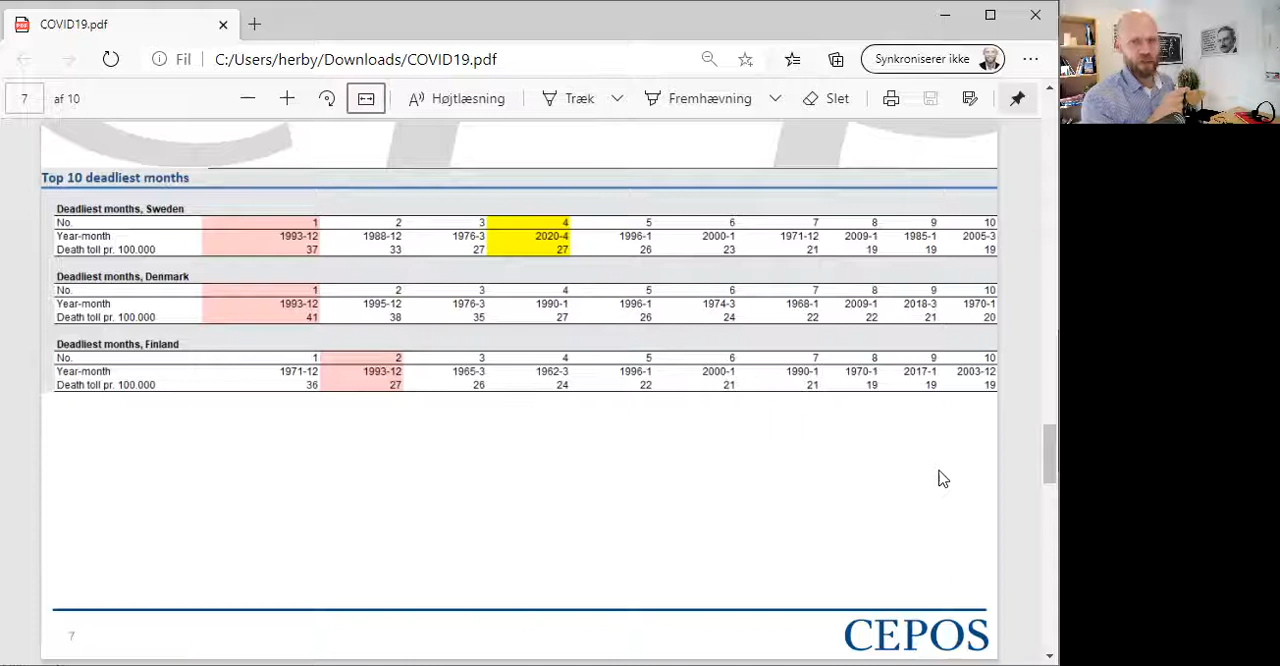 COVID19.pdf
Fil C:/Users/herby/Downloads/COVID19.pdf Synkroniserer ikke
7 af 10 Højtlæsning Træk Fremhævning Slet
Top 10 deadliest months
Deadliest months, Sweden
No. 1 2 3 4 5 6 7 8 9 10
Year-month 1993-12 1988-12 1976-3 2020-4 1996-1 2000-1 1971-12 2009-1 1985-1 2005-3
Death toll pr. 100.000 37 33 27 27 26 23 21 19 19 19
Deadliest months, Denmark
No. 1 2 3 4 5 6 7 8 9 10
Year-month 1993-12 1995-12 1976-3 1990-1 1996-1 1974-3 1968-1 2009-1 2018-3 1970-1
Death toll pr. 100.000 41 38 35 27 26 24 22 22 21 20
Deadliest months, Finland
No. 1 2 3 4 5 6 7 8 9 10
Year-month 1971-12 1993-12 1965-3 1962-3 1996-1 2000-1 1990-1 1970-1 2017-1 2003-12
Death toll pr. 100.000 36 27 26 24 22 21 21 19 19 19
7
CEPOS